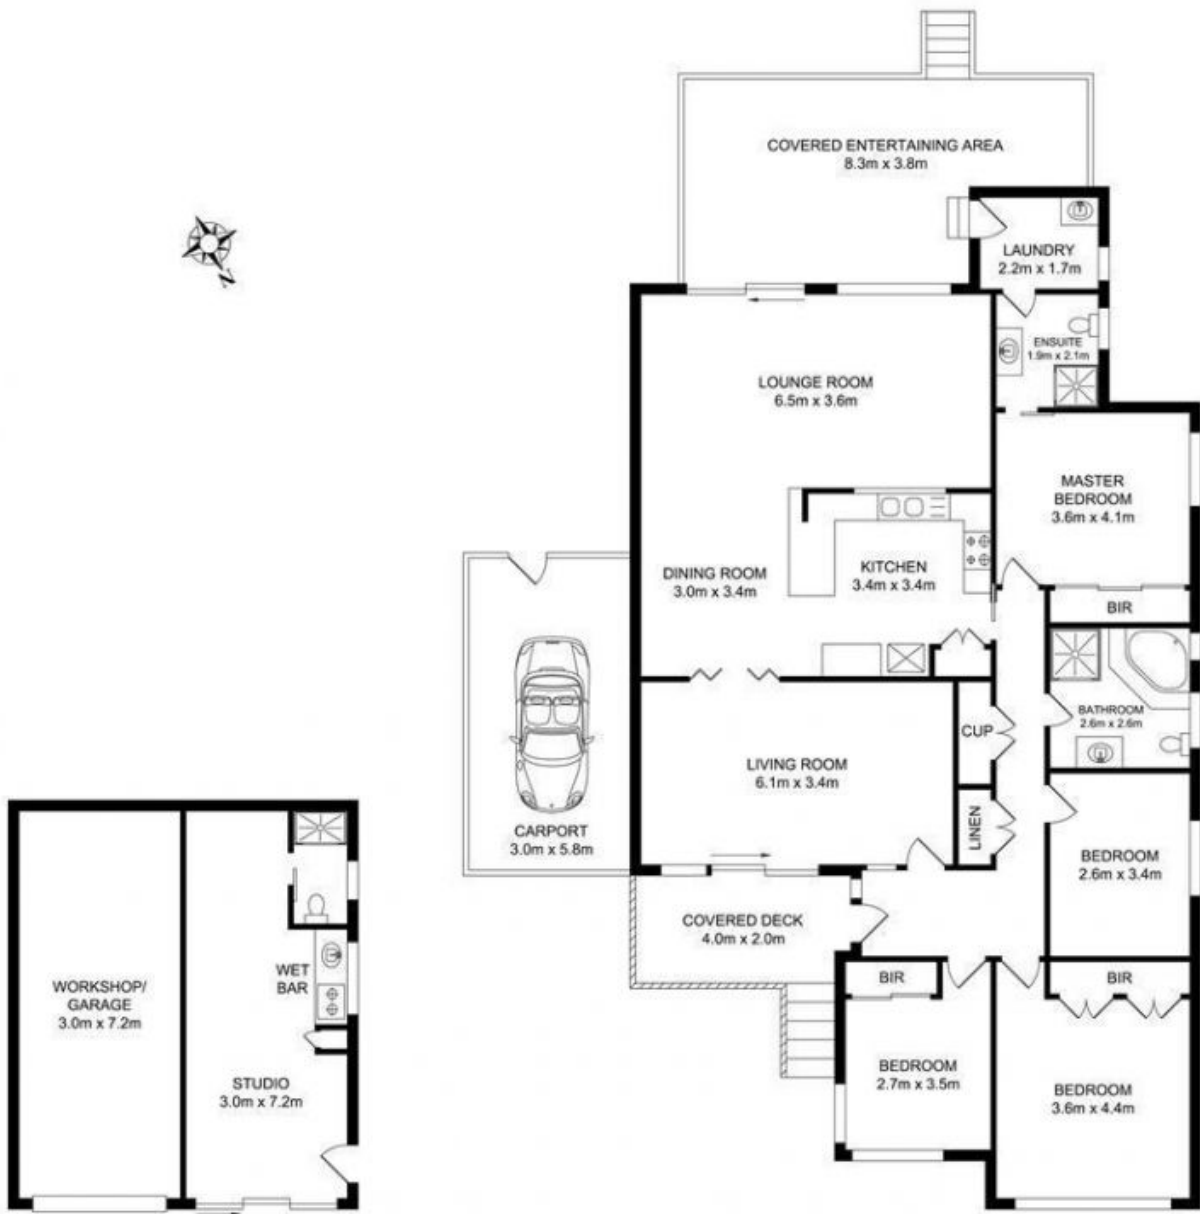 COVERED ENTERTAINING AREA
8.3m x 3.8m
LAUNDRY
2.2m x 1.7m
N
ENSUITE
1.9m x 2.1m
LOUNGE ROOM
6.5m x 3.6m
MASTER
BEDROOM
3.6m x 4.1m
KITCHEN
3.4m x 3.4m
DINING ROOM
3.0m x 3.4m
BIR
BATHROOM
2.6m x 2.6m
CUP
LIVING ROOM
6.1m x 3.4m
CARPORT
3.0m x 5.8m
LINEN
BEDROOM
2.6m x 3.4m
COVERED DECK
4.0m x 2.0m
WET
BAR
BIR
BIR
WORKSHOP/
GARAGE
3.0m x 7.2m
STUDIO
3.0m x 7.2m
BEDROOM
2.7m x 3.5m
BEDROOM
3.6m x 4.4m